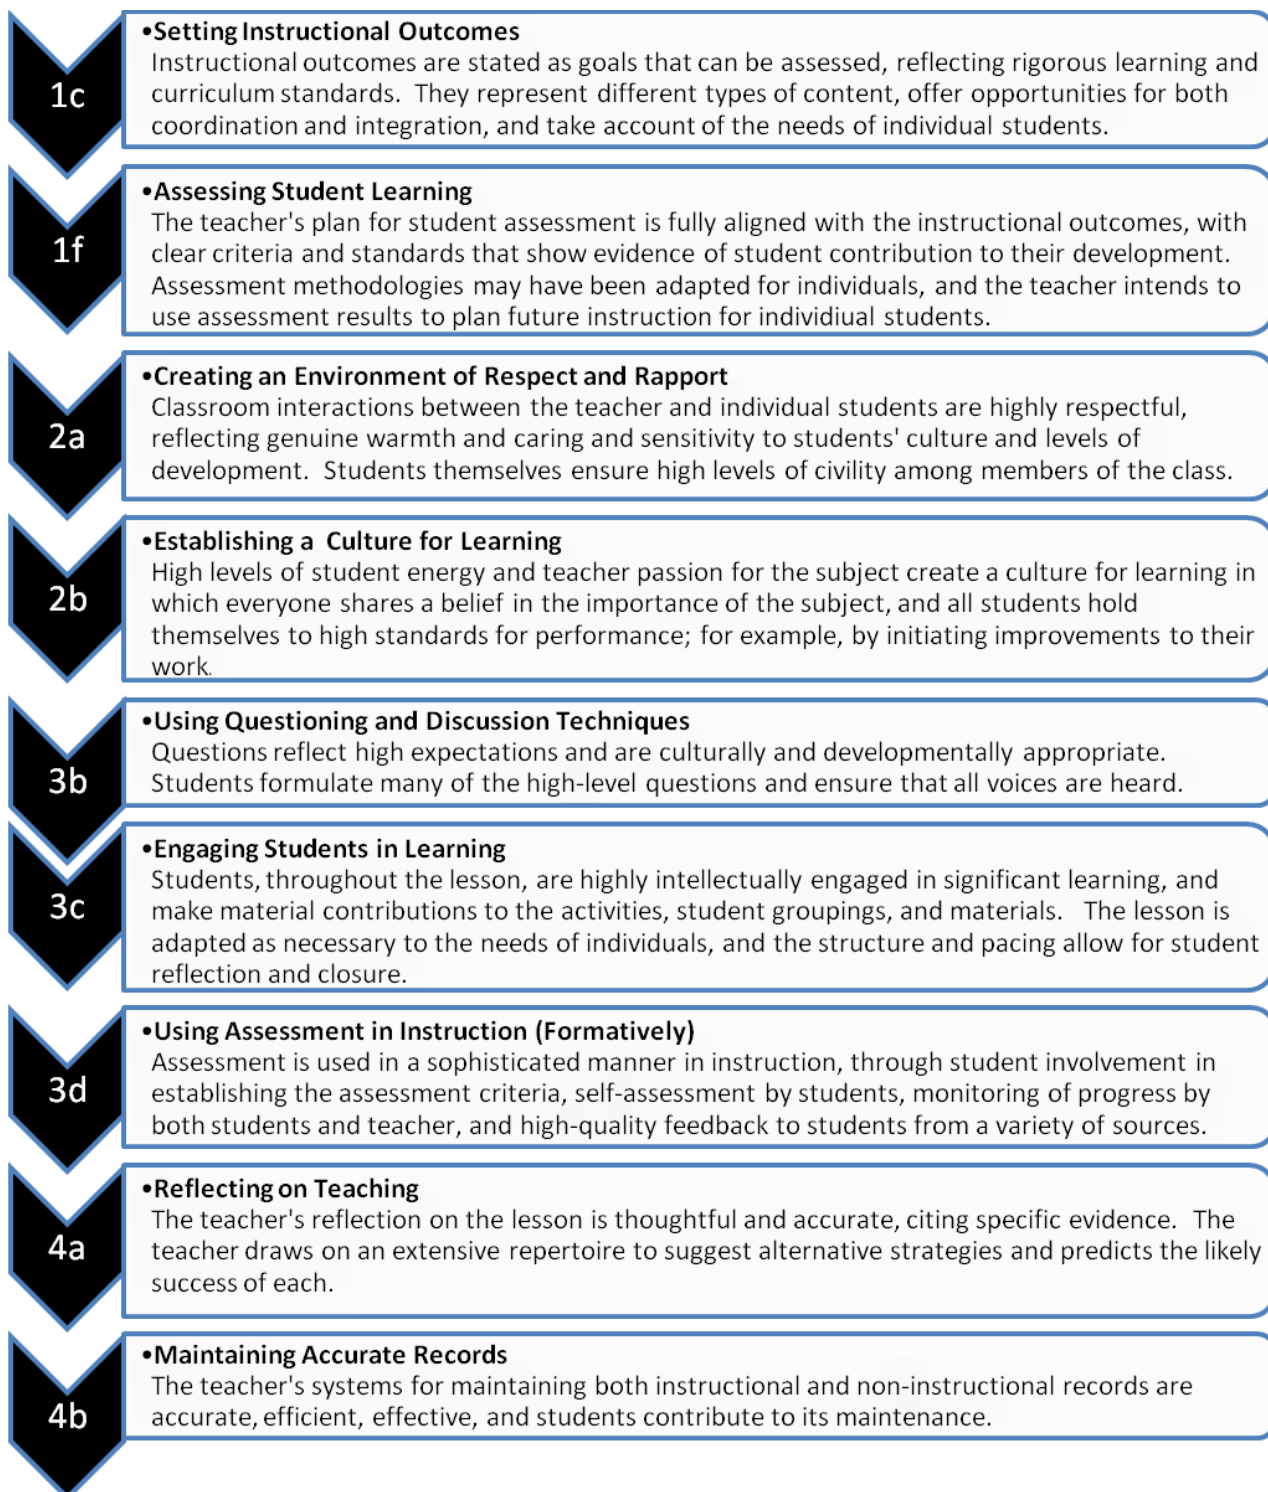 1c
•Setting Instructional Outcomes
Instructional outcomes are stated as goals that can be assessed, reflecting rigorous learning and
curriculum standards.  They represent different types of content, offer opportunities for both
coordination and integration, and take account of the needs of individual students.
1f
•Assessing Student Learning
The teacher's plan for student assessment is fully aligned with the instructional outcomes, with
clear criteria and standards that show evidence of student contribution to their development.
Assessment methodologies may have been adapted for individuals, and the teacher intends to
use assessment results to plan future instruction for individiual students.
2a
•Creating an Environment of Respect and Rapport
Classroom interactions between the teacher and individual students are highly respectful,
reflecting genuine warmth and caring and sensitivity to students' culture and levels of
development.  Students themselves ensure high levels of civility among members of the class.
2b
•Establishing a  Culture for Learning
High levels of student energy and teacher passion for the subject create a culture for learning in
which everyone shares a belief in the importance of the subject, and all students hold
themselves to high standards for performance; for example, by initiating improvements to their
work.
3b
•Using Questioning and Discussion Techniques
Questions reflect high expectations and are culturally and developmentally appropriate.
Students formulate many of the high-level questions and ensure that all voices are heard.
3c
•Engaging Students in Learning
Students, throughout the lesson, are highly intellectually engaged in significant learning, and
make material contributions to the activities, student groupings, and materials.   The lesson is
adapted as necessary to the needs of individuals, and the structure and pacing allow for student
reflection and closure.
3d
•Using Assessment in Instruction (Formatively)
Assessment is used in a sophisticated manner in instruction, through student involvement in
establishing the assessment criteria, self-assessment by students, monitoring of progress by
both students and teacher, and high-quality feedback to students from a variety of sources.
4a
•Reflecting on Teaching
The teacher's reflection on the lesson is thoughtful and accurate, citing specific evidence.  The
teacher draws on an extensive repertoire to suggest alternative strategies and predicts the likely
success of each.
4b
•Maintaining Accurate Records
The teacher's systems for maintaining both instructional and non-instructional records are
accurate, efficient, effective, and students contribute to its maintenance.